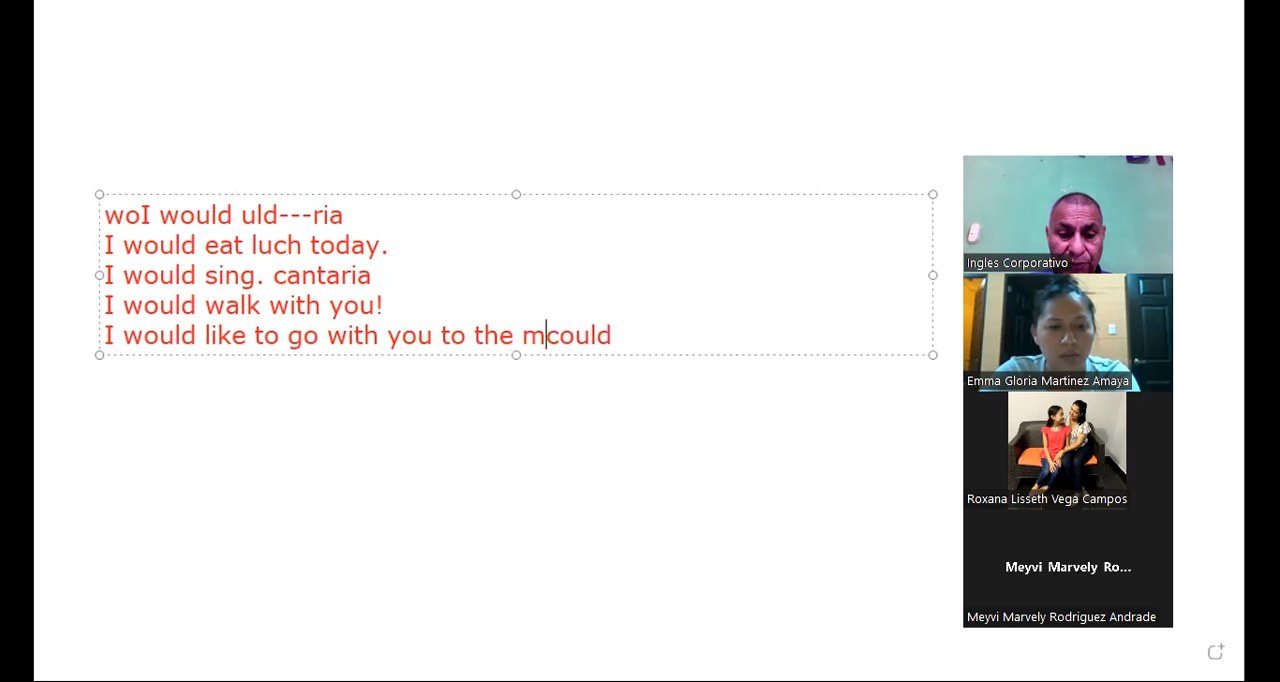 woI would uld---ria
I would eat luch today.
I would sing. cantaria
I would walk with you!
I would like to go with you to the mcould
Ingles Corporativo
Emma Gloria Martinez Amaya
Roxana Lisseth Vega Campos
Meyvi Marvely Ro...
Meyvi Marvely Rodriguez Andrade